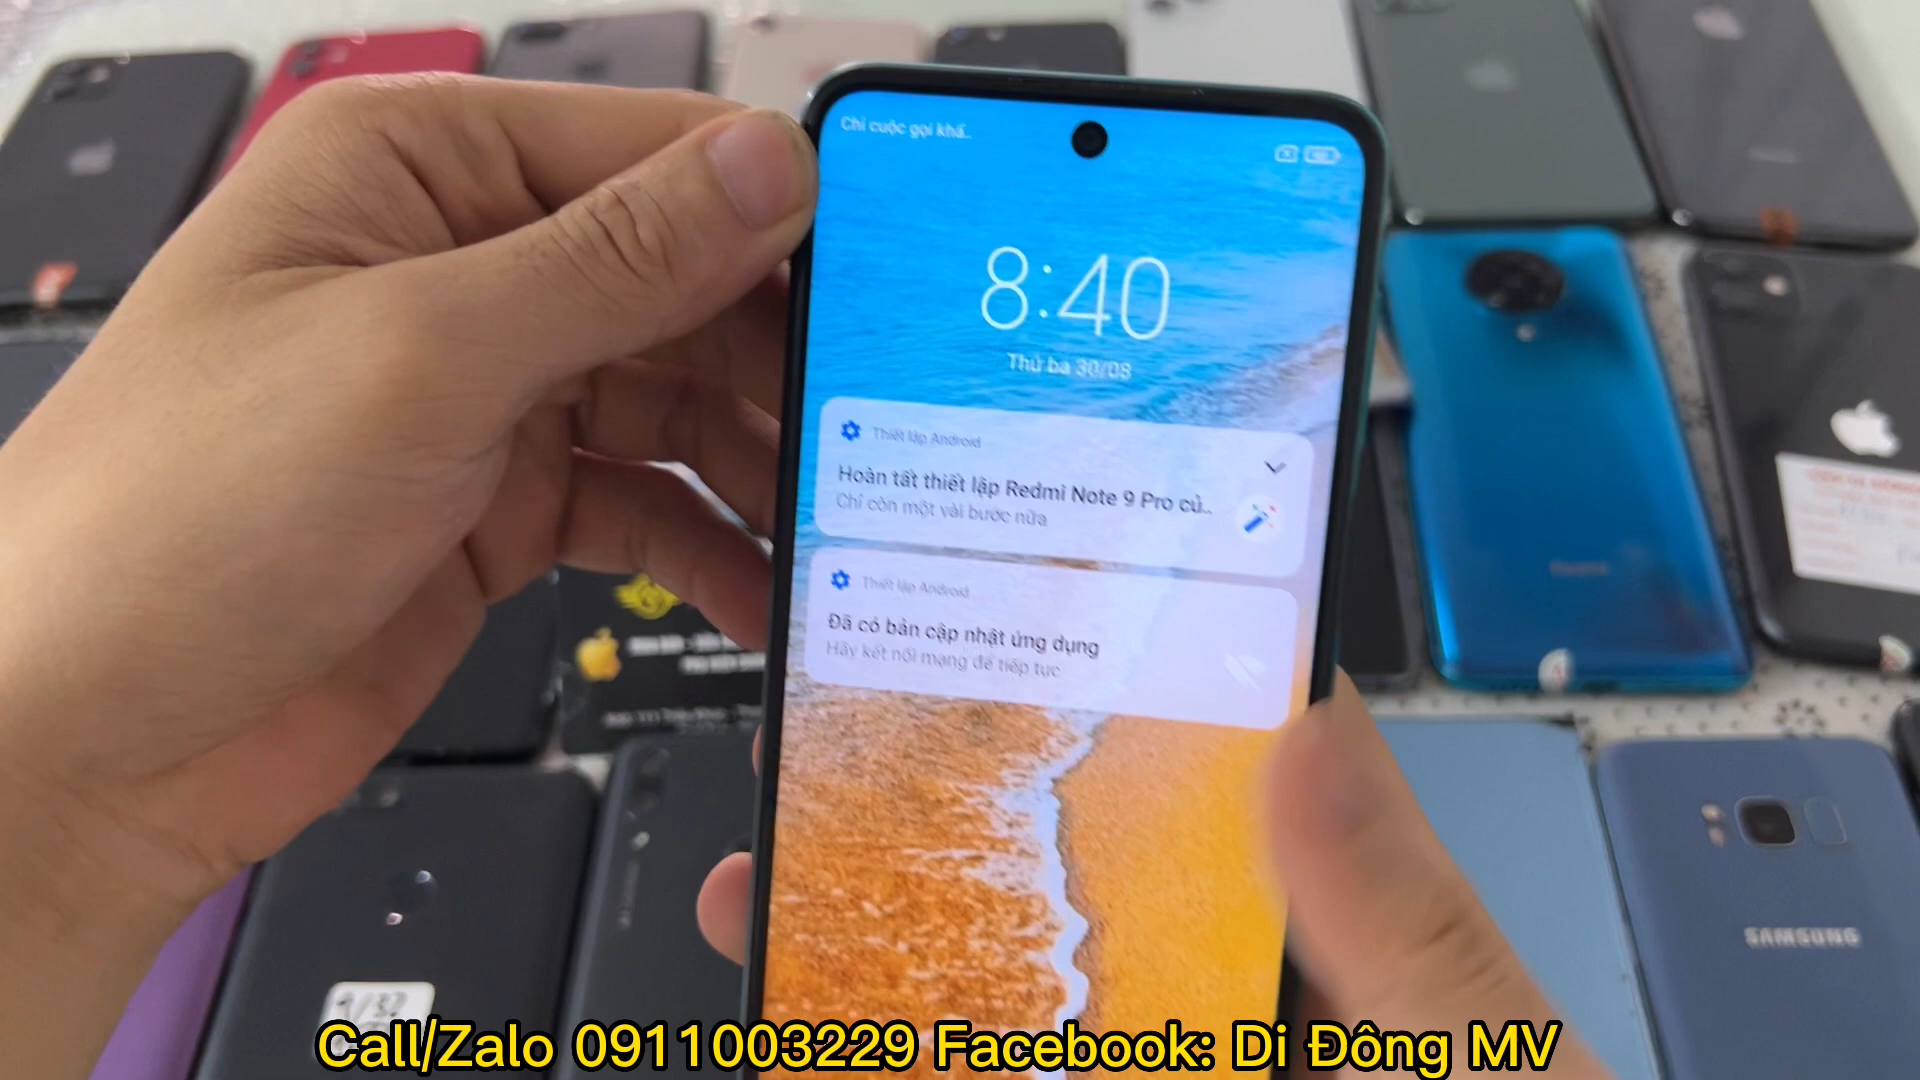 Chỉ cuộc gọi khẩ..
8:40
Thứ ba 30/08
Thiết lập Android
Hoàn tất thiết lập Redmi Note 9 Pro củ..
Chỉ còn một vài bước nữa
Thiết lập Android
Đã có bản cập nhật ứng dụng
Hãy kết nối mạng để tiếp tục
SAMSUNG
Call/Zalo 0911003229 Facebook: Di Đông MV